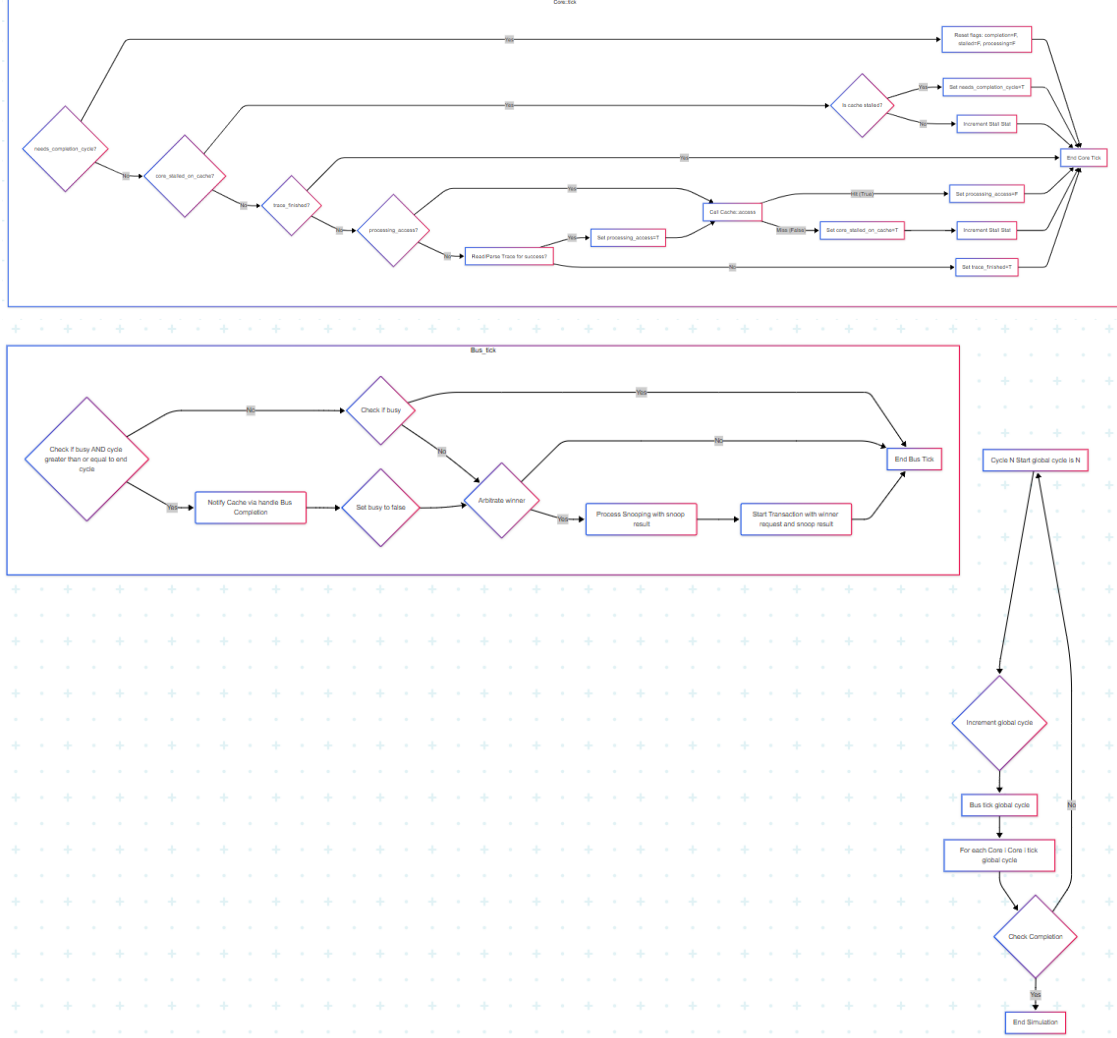 Core::tick
Yes
Reset flags: completion=F,
stalled=F, processing=F
needs_completion_cycle?
No
core_stalled_on_cache?
Yes
Is cache stalled?
Yes
Set needs_completion_cycle=T
No
Increment Stall Stat
No
trace_finished?
Yes
End Core Tick
No
processing_access?
Yes
Call Cache::access
Hit (True)
Set processing_access=F
Miss (False)
Set core_stalled_on_cache=T
Increment Stall Stat
No
Read/Parse Trace for success?
Yes
Set processing_access=T
No
Set trace_finished=T
Bus_tick
Check if busy AND cycle
greater than or equal to end
cycle
No
Check if busy
Yes
No
No
End Bus Tick
Yes
Notify Cache via handle Bus
Completion
Set busy to false
Arbitrate winner
Yes
Process Snooping with snoop
result
Start Transaction with winner
request and snoop result
Cycle N Start global cycle is N
Increment global cycle
Bus tick global cycle
No
For each Core i Core i tick
global cycle
Check Completion
Yes
End Simulation